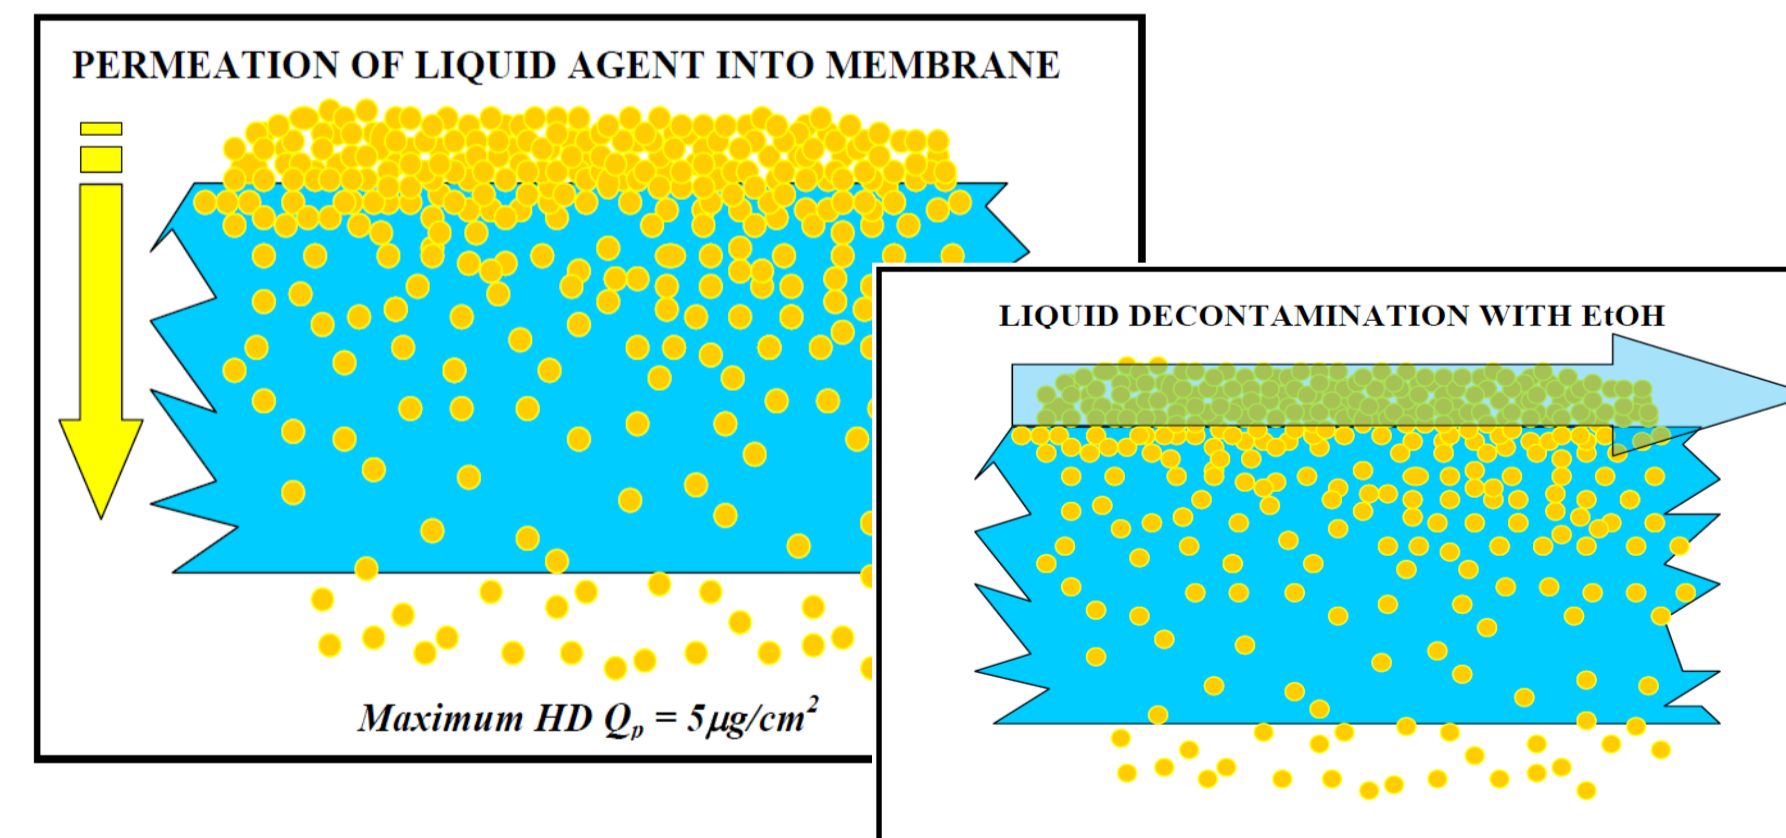 PERMEATION OF LIQUID AGENT INTO MEMBRANE
Maximum HD Qp = 5μg/cm²
LIQUID DECONTAMINATION WITH EtOH